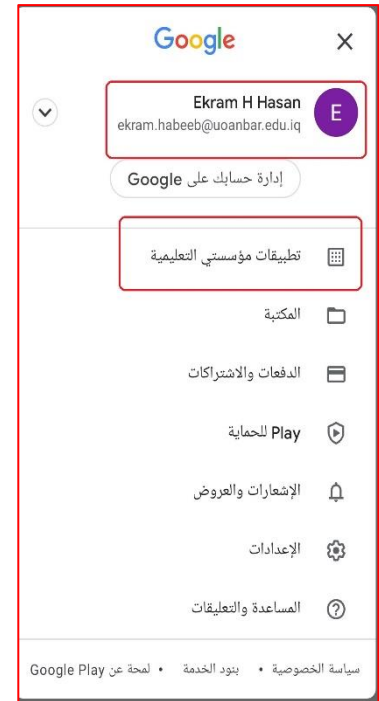 Google
Ekram H Hasan
E
ekram.habeeb@uoanbar.edu.iq
إدارة حسابك على Google
تطبيقات مؤسستي التعليمية
المكتبة
الدفعات والاشتراكات
Play للحماية
الإشعارات والعروض
الإعدادات
المساعدة والتعليقات
سياسة الخصوصية • بنود الخدمة • لمحة عن Google Play